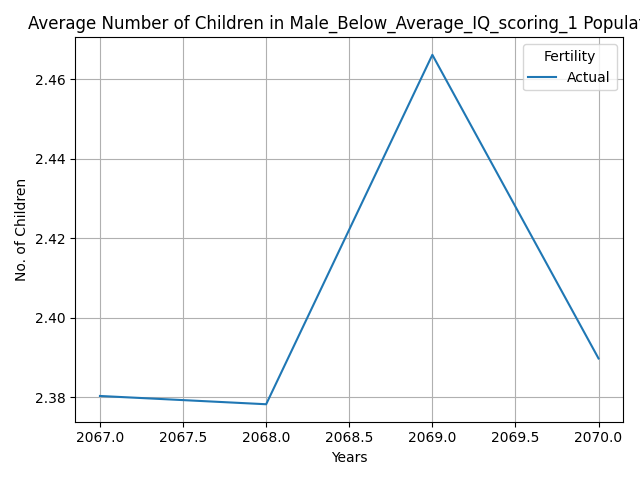 Average Number of Children in Male_Below_Average_IQ_scoring_1 Popula
2.46
2.44
2.42
2.40
2.38
No. of Children
Fertility
Actual
2067.0 2067.5 2068.0 2068.5 2069.0 2069.5 2070.0
Years